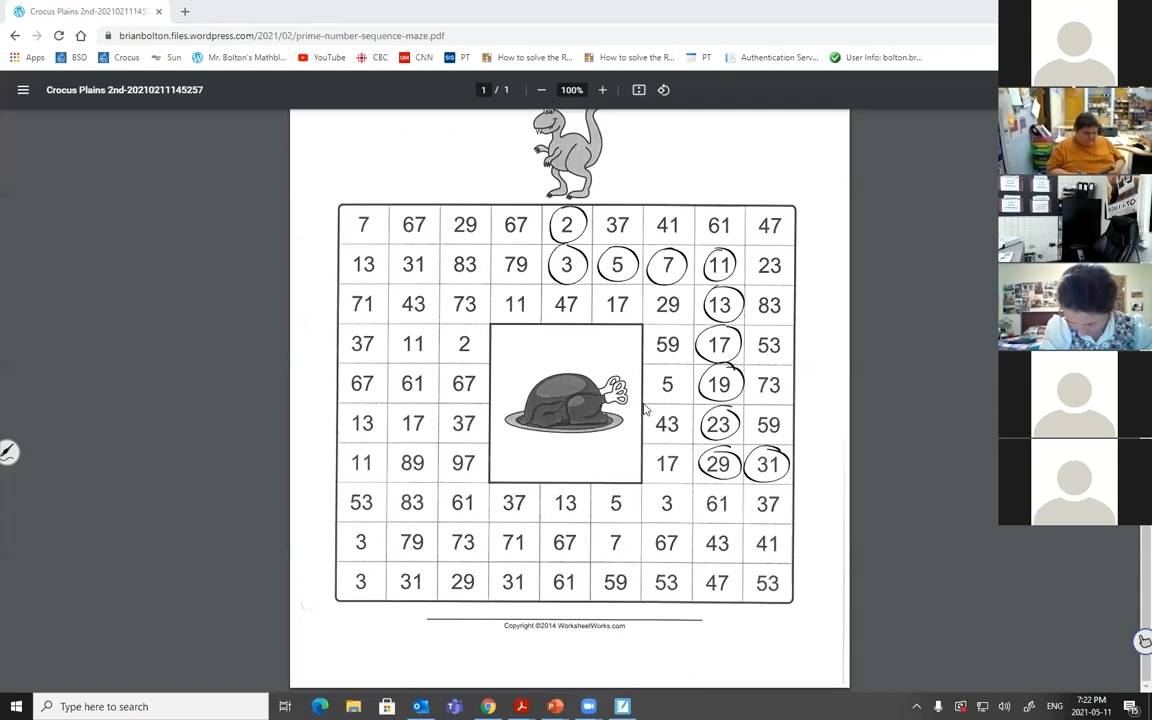 Crocus Plains 2nd-20210211145
brianbolton.files.wordpress.com/2021/02/prime-number-sequence-maze.pdf
Apps BSD Crocus Sun Mr. Bolton's Mathbl... YouTube CBC CNN SIS PT How to solve the R... How to solve the R... PT Authentication Serv... User Info: bolton.br...
Crocus Plains 2nd-20210211145257 1 / 1 100%
7 67 29 67 2 37 41 61 47
13 31 83 79 3 5 7 11 23
71 43 73 11 47 17 29 13 83
37 11 2 59 17 53
67 61 67 5 19 73
13 17 37 43 23 59
11 89 97 17 29 31
53 83 61 37 13 5 3 61 37
3 79 73 71 67 7 67 43 41
3 31 29 31 61 59 53 47 53
Copyright ©2014 WorksheetWorks.com
Type here to search ENG 7:22 PM
2021-05-11 15